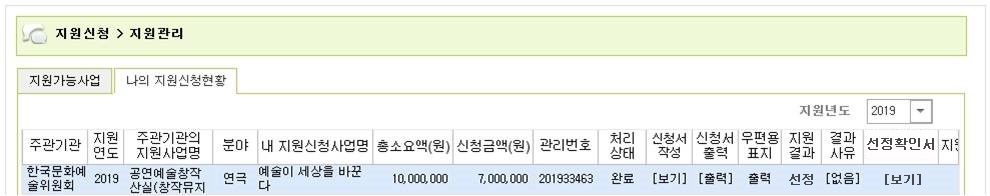 지원신청 > 지원관리
지원가능사업 나의 지원신청현황
지원년도 2019
주관기관 지원연도 주관기관의 지원사업명 분야 내 지원신청사업명 총소요액(원) 신청금액(원) 관리번호 처리상태 신청서작성 신청서출력 우편용표지 지원결과 결과사유 선정확인서
한국문화예술위원회 2019 공연예술창작산실(창작뮤지 연극 예술이 세상을 바꾼다 10,000,000 7,000,000 201933463 완료 [보기] [출력] 출력 선정 [없음] [보기]